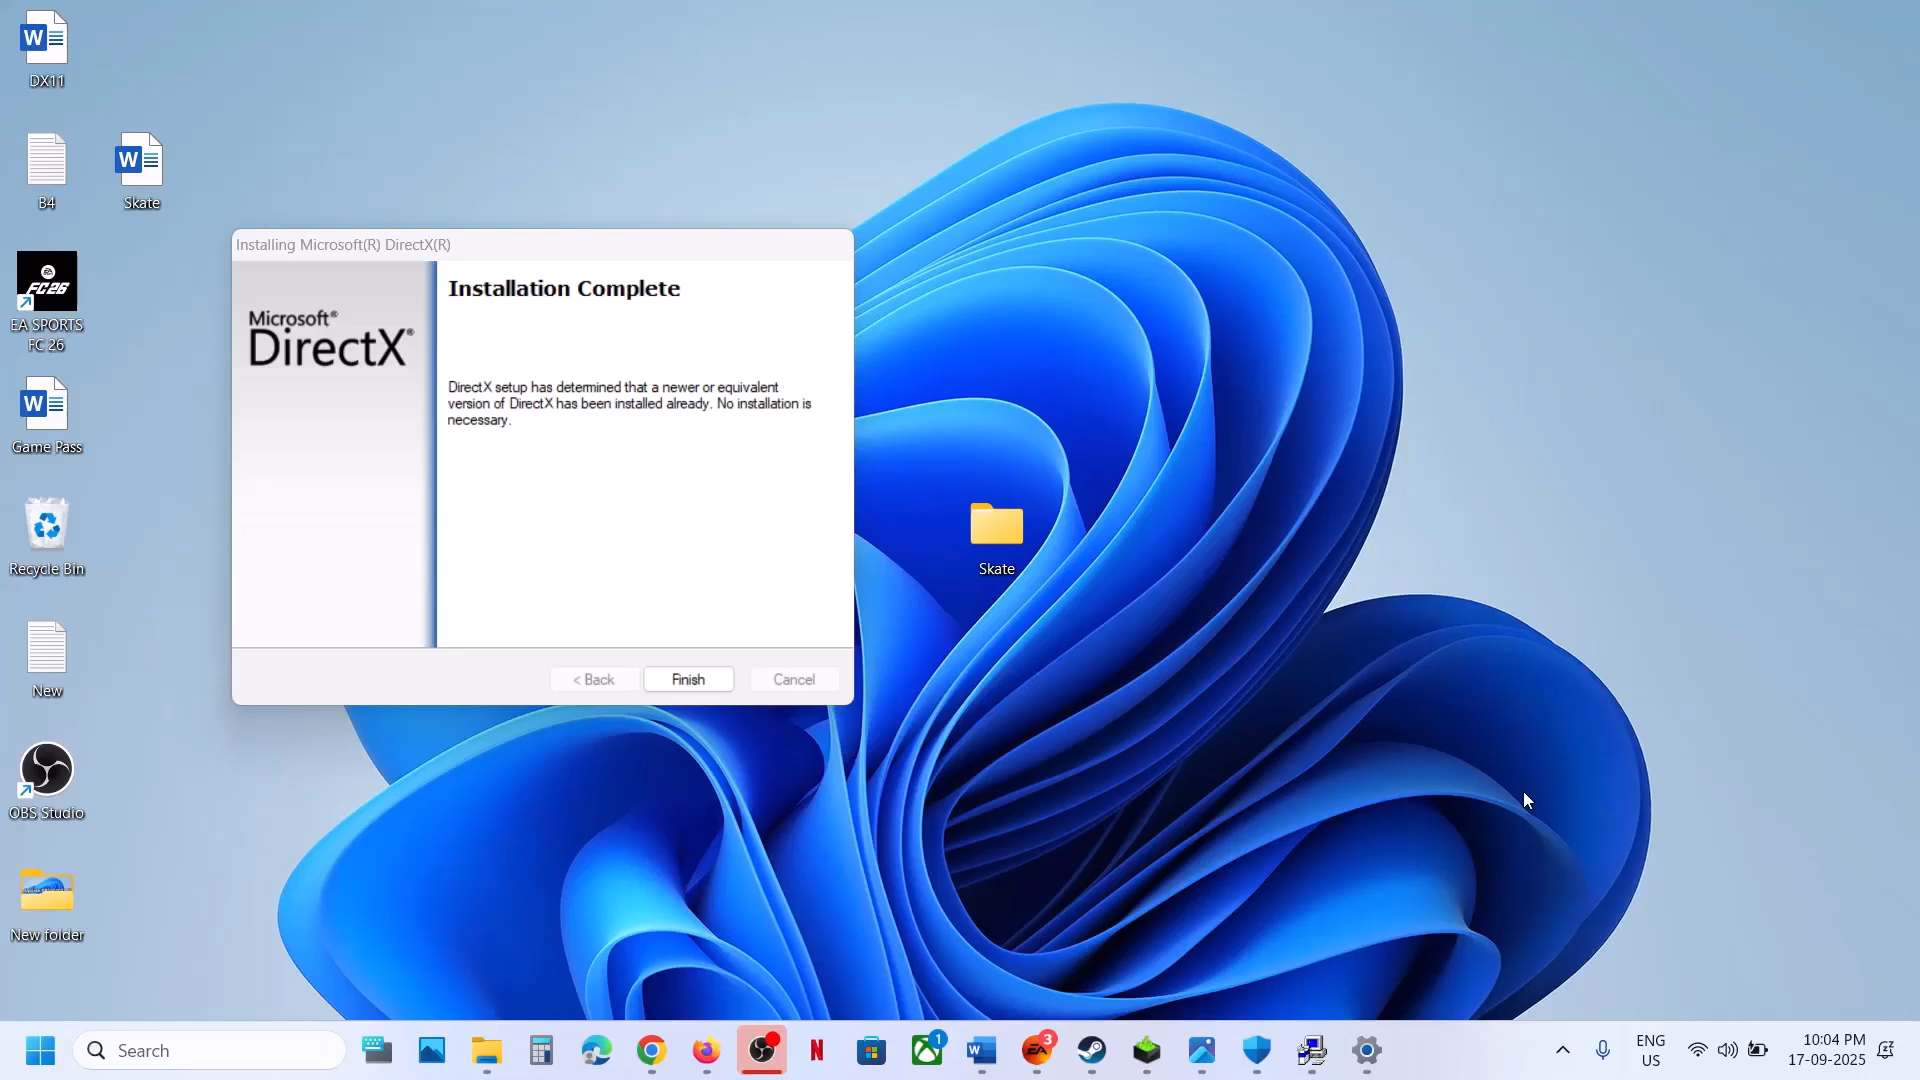 DX11
B4
Skate
EA SPORTS
FC 26
Game Pass
Recycle Bin
New
OBS Studio
New folder
Installing Microsoft(R) DirectX(R)
Microsoft®
DirectX®
Installation Complete
DirectX setup has determined that a newer or equivalent
version of DirectX has been installed already. No installation is
necessary.
< Back
Finish
Cancel
Skate
Search
1
3
ENG
US
10:04 PM
17-09-2025